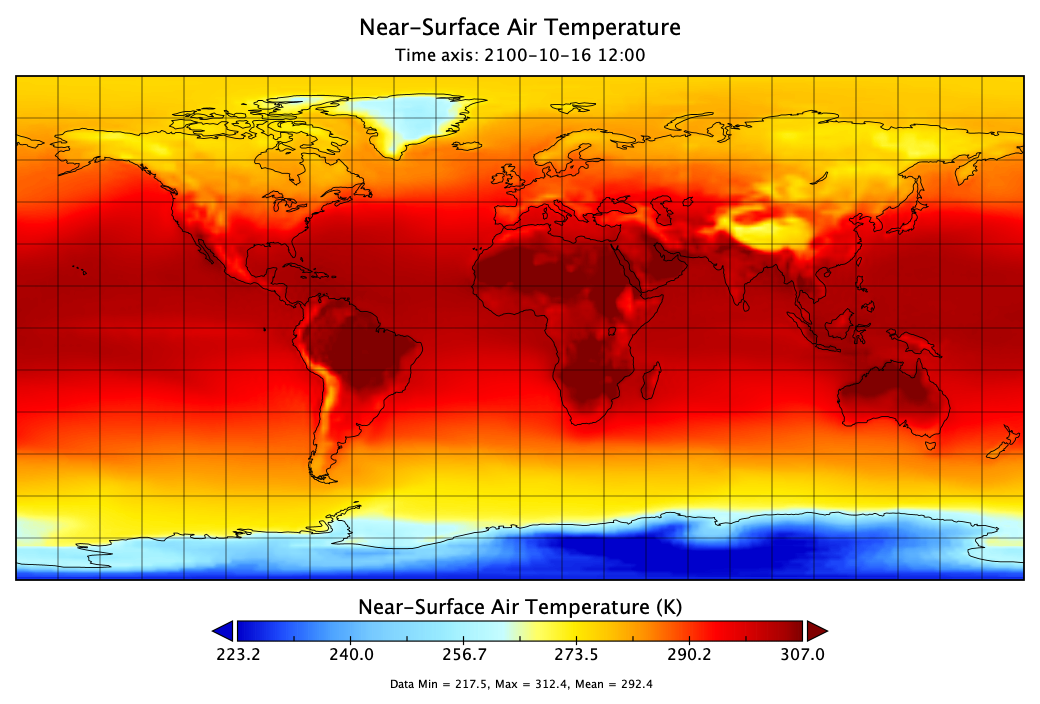 Near-Surface Air Temperature
Time axis: 2100-10-16 12:00
Near-Surface Air Temperature (K)
223.2 240.0 256.7 273.5 290.2 307.0
Data Min = 217.5, Max = 312.4, Mean = 292.4